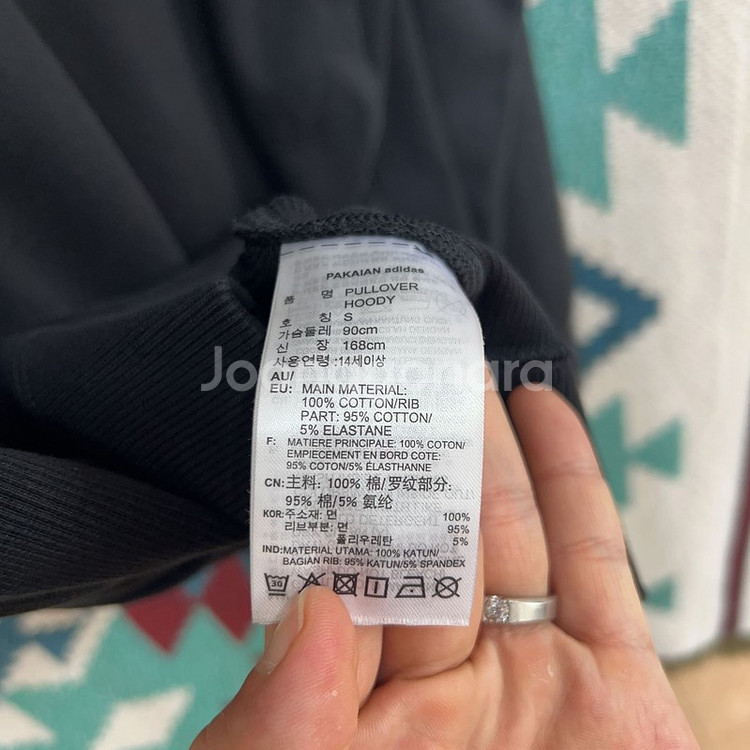 PAKAIAN adidas
품 명 PULLOVER
HOODY
호 칭 S
가슴둘레 90cm
신 장 168cm
사용연령 :14세이상
AU/
EU: MAIN MATERIAL:
100% COTTON/RIB
PART: 95% COTTON/
5% ELASTANE
F: MATIERE PRINCIPALE: 100% COTON/
EMPIECEMENT EN BORD COTE:
95% COTON/5% ÉLASTHANNE
CN: 主料: 100% 棉/ 罗纹部分:
95% 棉/5% 氨纶
KOR: 주소재: 면 100%
리브부분: 면 95%
폴리우레탄 5%
IND: MATERIAL UTAMA: 100% KATUN/
BAGIAN RIB: 95% KATUN/5% SPANDEX
30